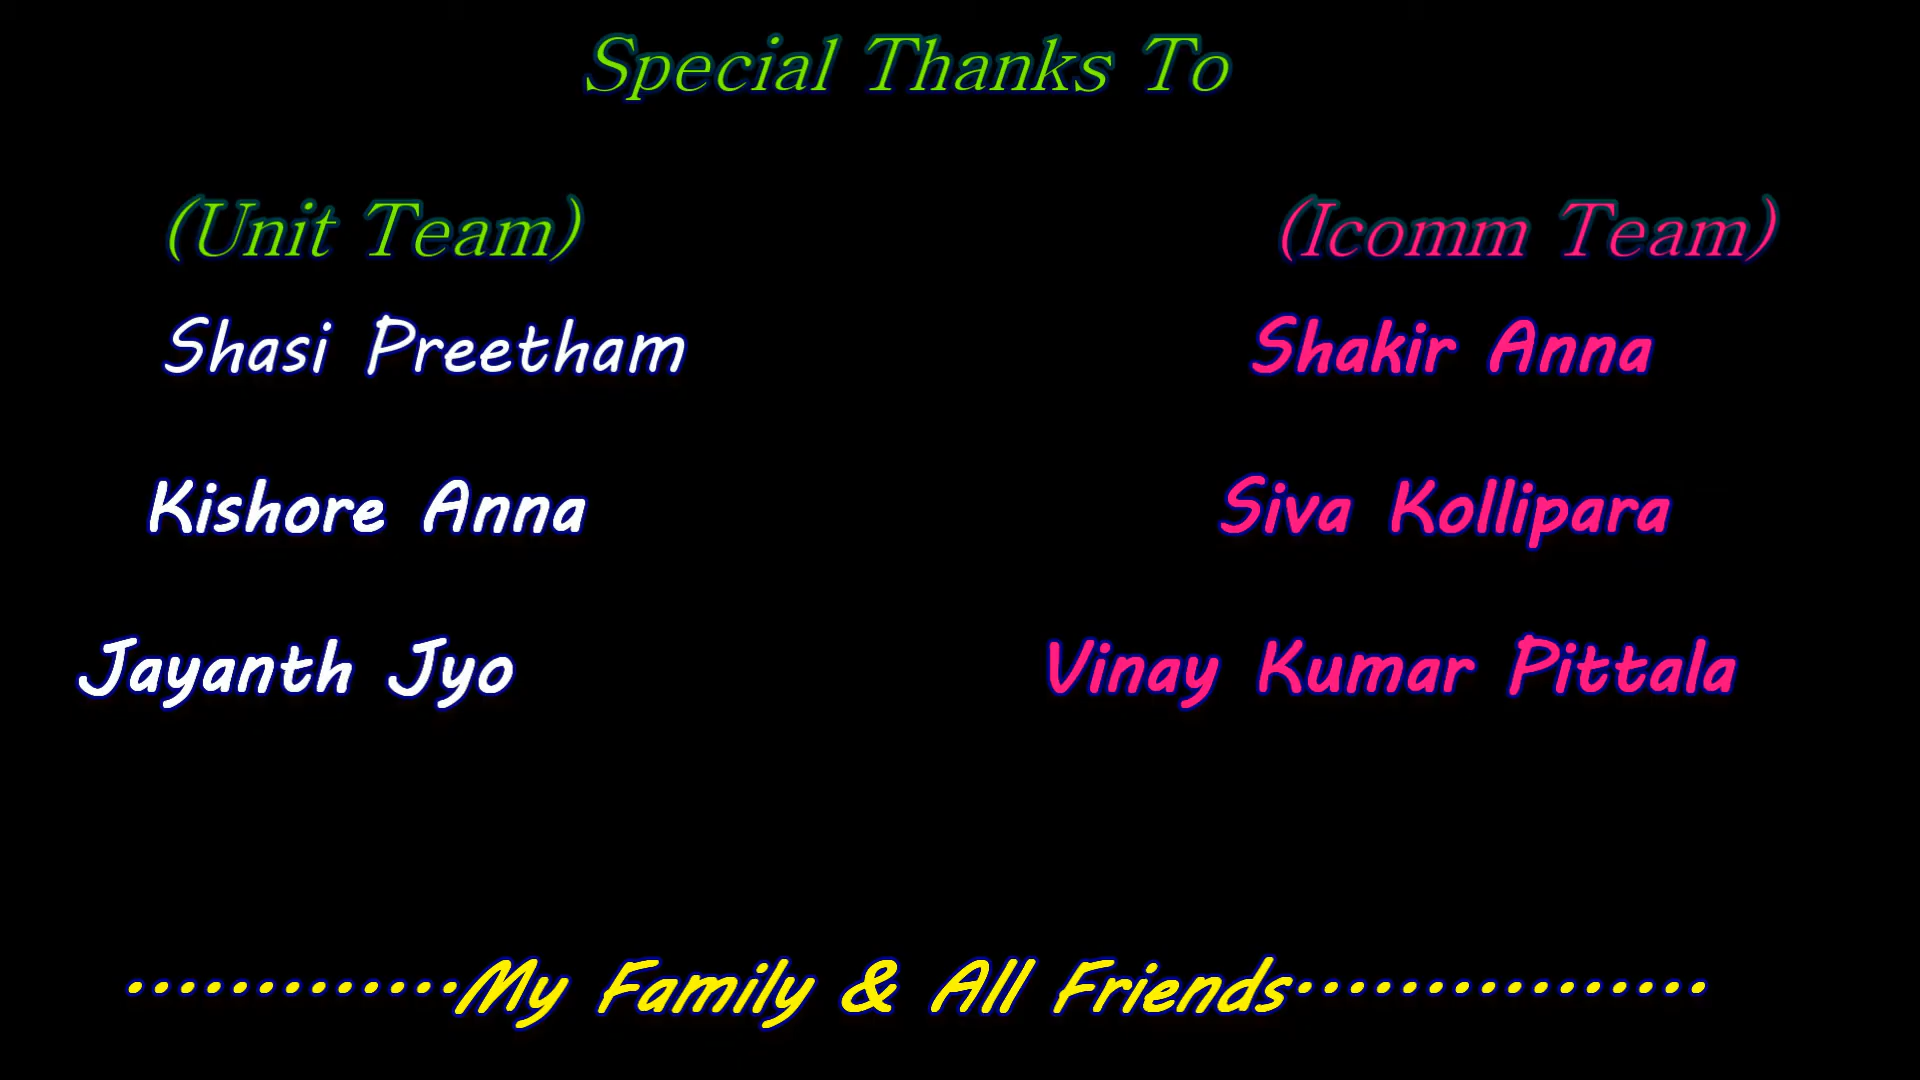 Special Thanks To
(Unit Team)
Shasi Preetham
Kishore Anna
Jayanth Jyo
(Icomm Team)
Shakir Anna
Siva Kollipara
Vinay Kumar Pittala
.............My Family & All Friends................